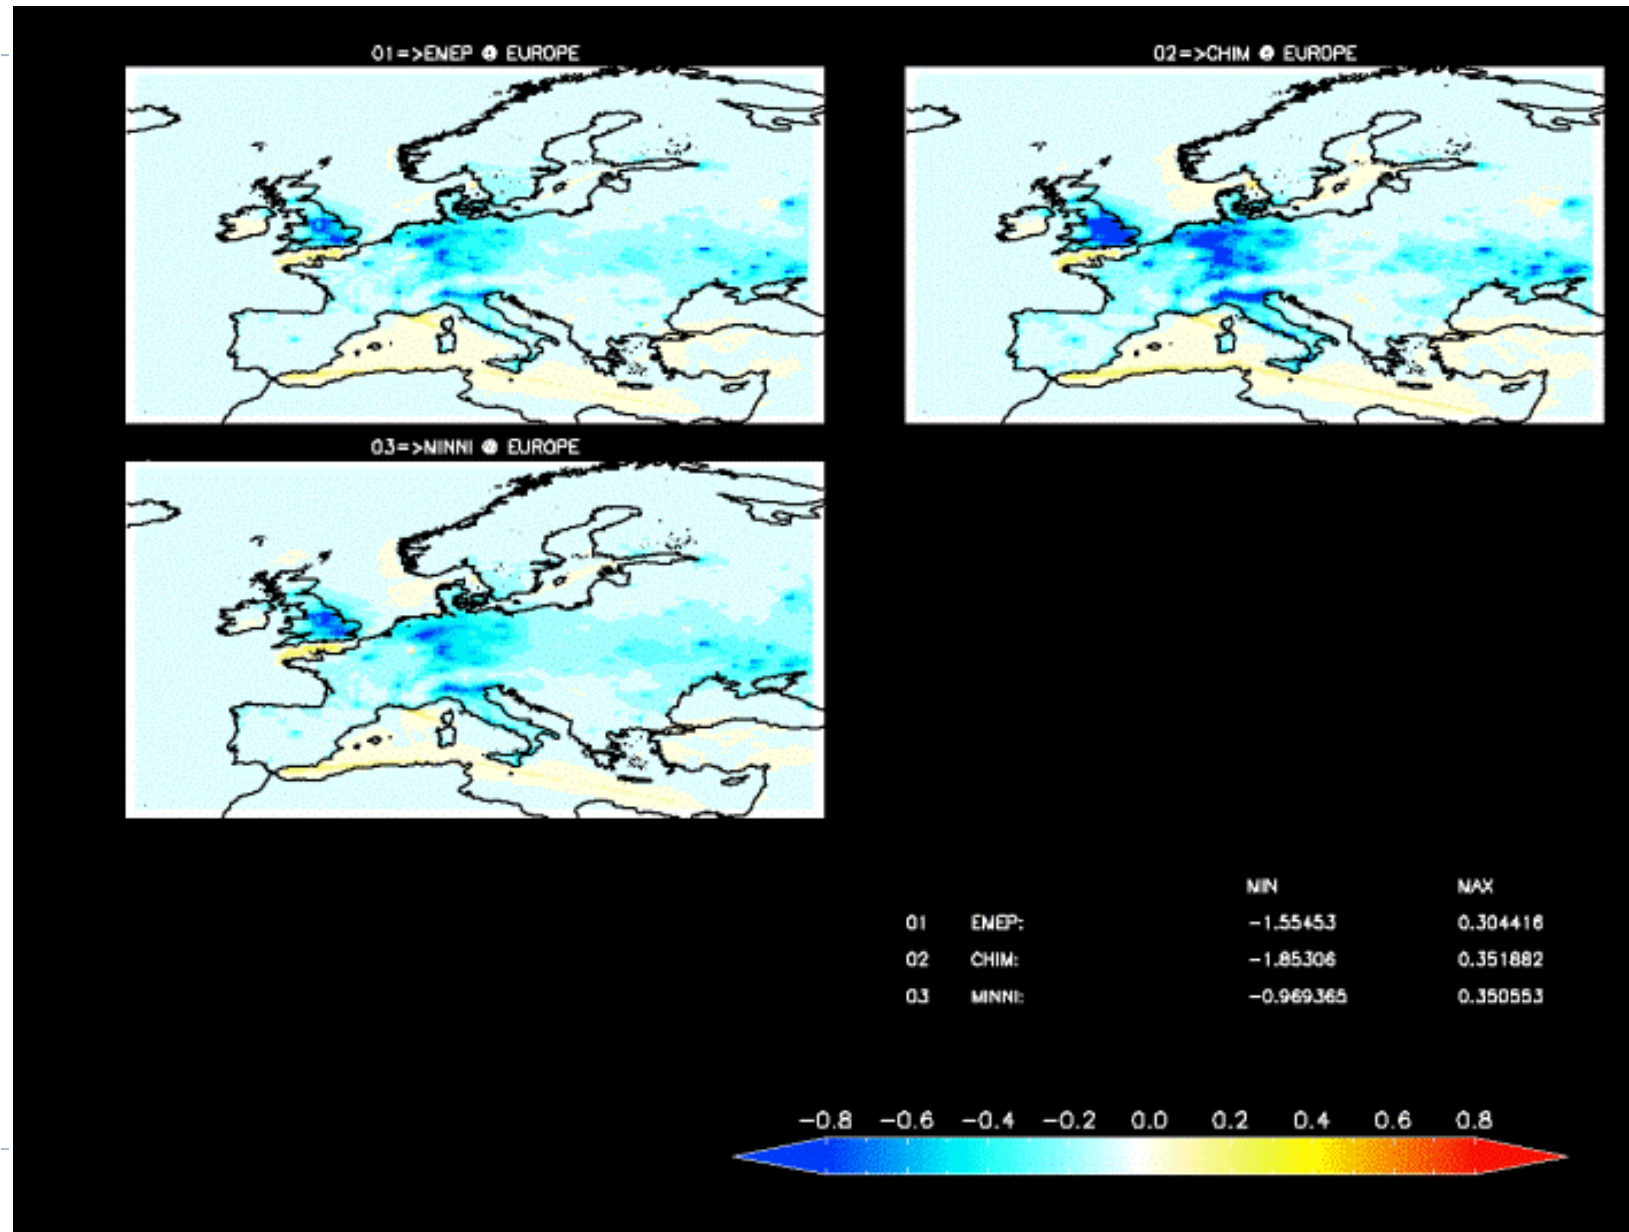 01=>EMEP @ EUROPE
02=>CHIM @ EUROPE
03=>MINNI @ EUROPE
MIN MAX
01 EMEP: -1.55453 0.304416
02 CHIM: -1.85306 0.351882
03 MINNI: -0.969365 0.350553
-0.8 -0.6 -0.4 -0.2 0.0 0.2 0.4 0.6 0.8